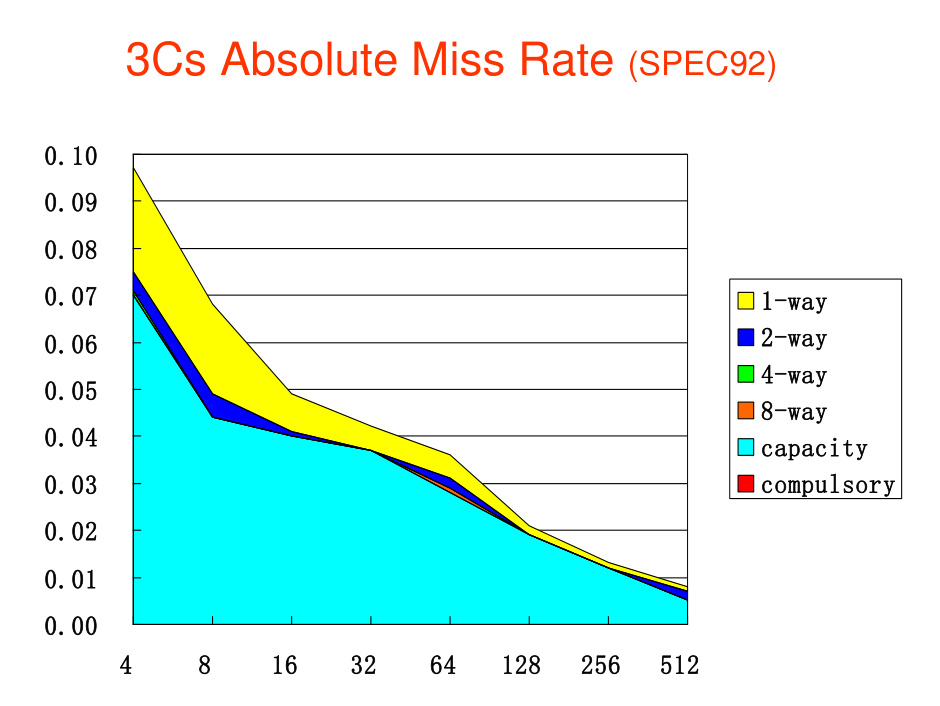 3Cs Absolute Miss Rate (SPEC92)
0.10
0.09
0.08
0.07
0.06
0.05
0.04
0.03
0.02
0.01
0.00
4 8 16 32 64 128 256 512
1-way
2-way
4-way
8-way
capacity
compulsory